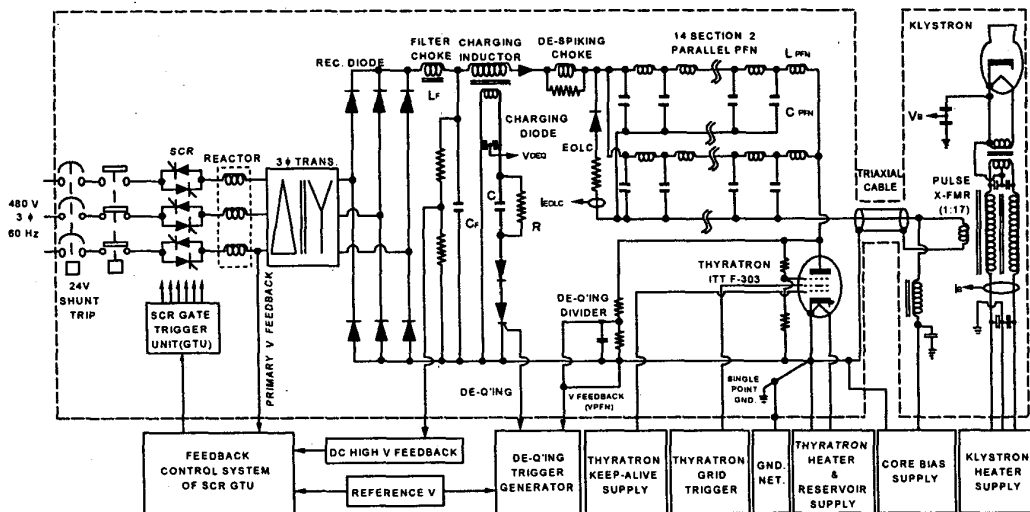 FILTER
CHOKE
CHARGING
INDUCTOR
DE-SPIKING
CHOKE
14 SECTION 2
PARALLEL PFN
L PFN
KLYSTRON
REC. DIODE
LF
C PFN
CHARGING
DIODE
VDEQ
EOLC
VB
SCR
REACTOR
3 φ TRANS.
TRIAXIAL
CABLE
PULSE
X-FMR
(1:17)
480 V
3 φ
60 Hz
CF
C
R
IEOLC
THYRATRON
ITT F-303
IB
24V
SHUNT
TRIP
SCR GATE
TRIGGER
UNIT(GTU)
PRIMARY V FEEDBACK
DE-Q'ING
DIVIDER
DE-Q'ING
V FEEDBACK
(VPFN)
SINGLE
POINT
GND.
FEEDBACK
CONTROL SYSTEM
OF SCR GTU
DC HIGH V FEEDBACK
REFERENCE V
DE-Q'ING
TRIGGER
GENERATOR
THYRATRON
KEEP-ALIVE
SUPPLY
THYRATRON
GRID
TRIGGER
GND.
NET.
THYRATRON
HEATER
&
RESERVOIR
SUPPLY
CORE BIAS
SUPPLY
KLYSTRON
HEATER
SUPPLY